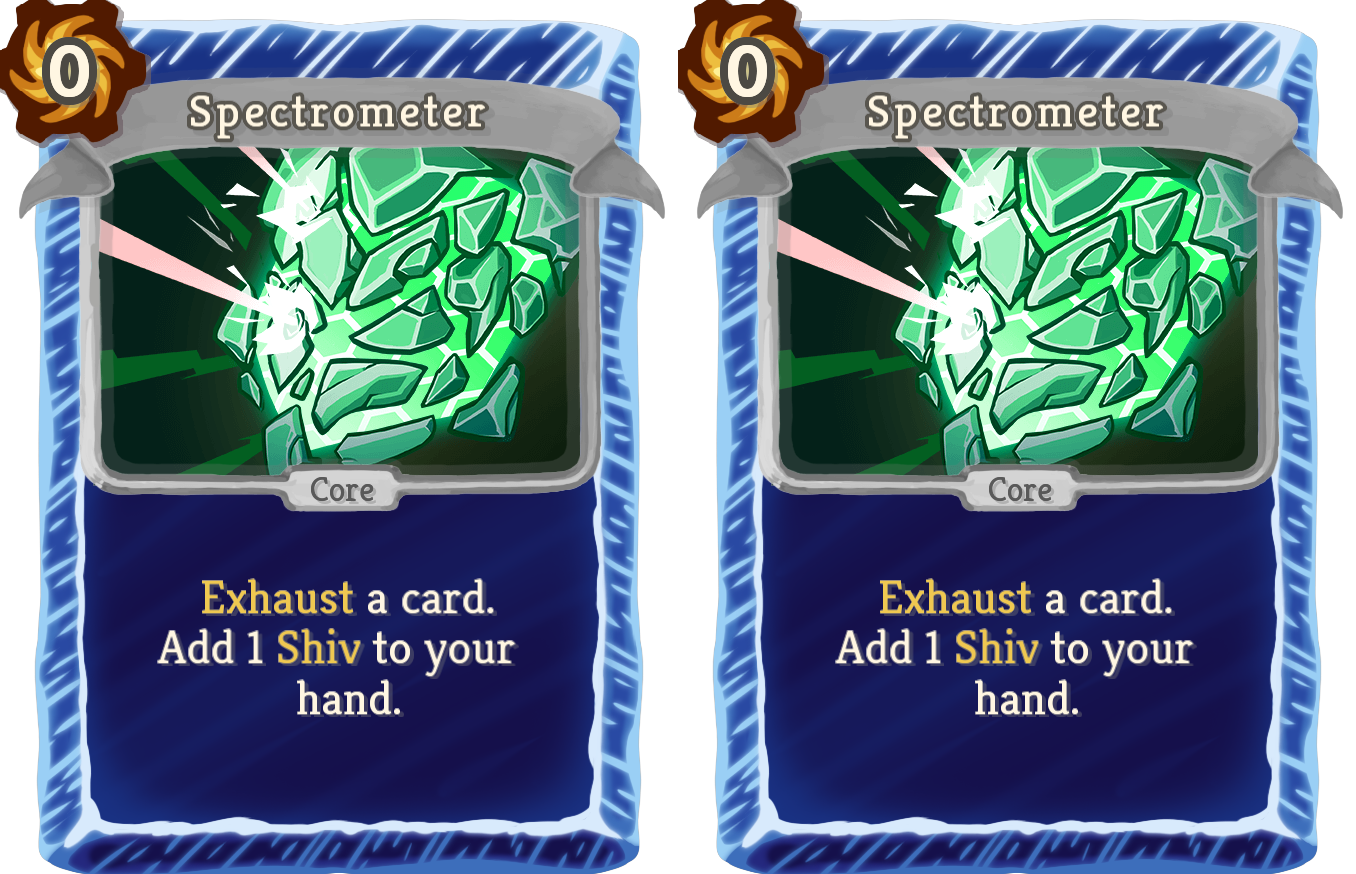 0
Spectrometer
Core
Exhaust a card.
Add 1 Shiv to your
hand.
0
Spectrometer
Core
Exhaust a card.
Add 1 Shiv to your
hand.